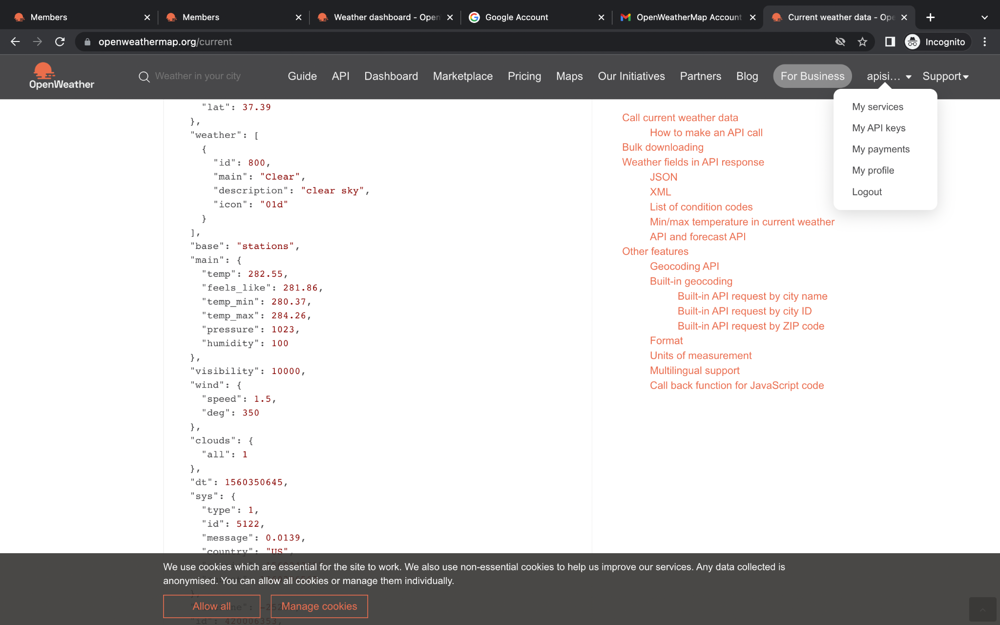 Members
Members
Weather dashboard - Open
Google Account
OpenWeatherMap Account
Current weather data - Ope
openweathermap.org/current
Incognito
OpenWeather
Weather in your city
Guide
API
Dashboard
Marketplace
Pricing
Maps
Our Initiatives
Partners
Blog
For Business
apisi...
Support
My services
My API keys
My payments
My profile
Logout
"lat": 37.39
},
"weather": [
{
"id": 800,
"main": "Clear",
"description": "clear sky",
"icon": "01d"
}
],
"base": "stations",
"main": {
"temp": 282.55,
"feels_like": 281.86,
"temp_min": 280.37,
"temp_max": 284.26,
"pressure": 1023,
"humidity": 100
},
"visibility": 10000,
"wind": {
"speed": 1.5,
"deg": 350
},
"clouds": {
"all": 1
},
"dt": 1560350645,
"sys": {
"type": 1,
"id": 5122,
"message": 0.0139,
"country": "US",
Call current weather data
How to make an API call
Bulk downloading
Weather fields in API response
JSON
XML
List of condition codes
Min/max temperature in current weather
API and forecast API
Other features
Geocoding API
Built-in geocoding
Built-in API request by city name
Built-in API request by city ID
Built-in API request by ZIP code
Format
Units of measurement
Multilingual support
Call back function for JavaScript code
We use cookies which are essential for the site to work. We also use non-essential cookies to help us improve our services. Any data collected is
anonymised. You can allow all cookies or manage them individually.
},
Allow all
Manage cookies
"id": 420006353,